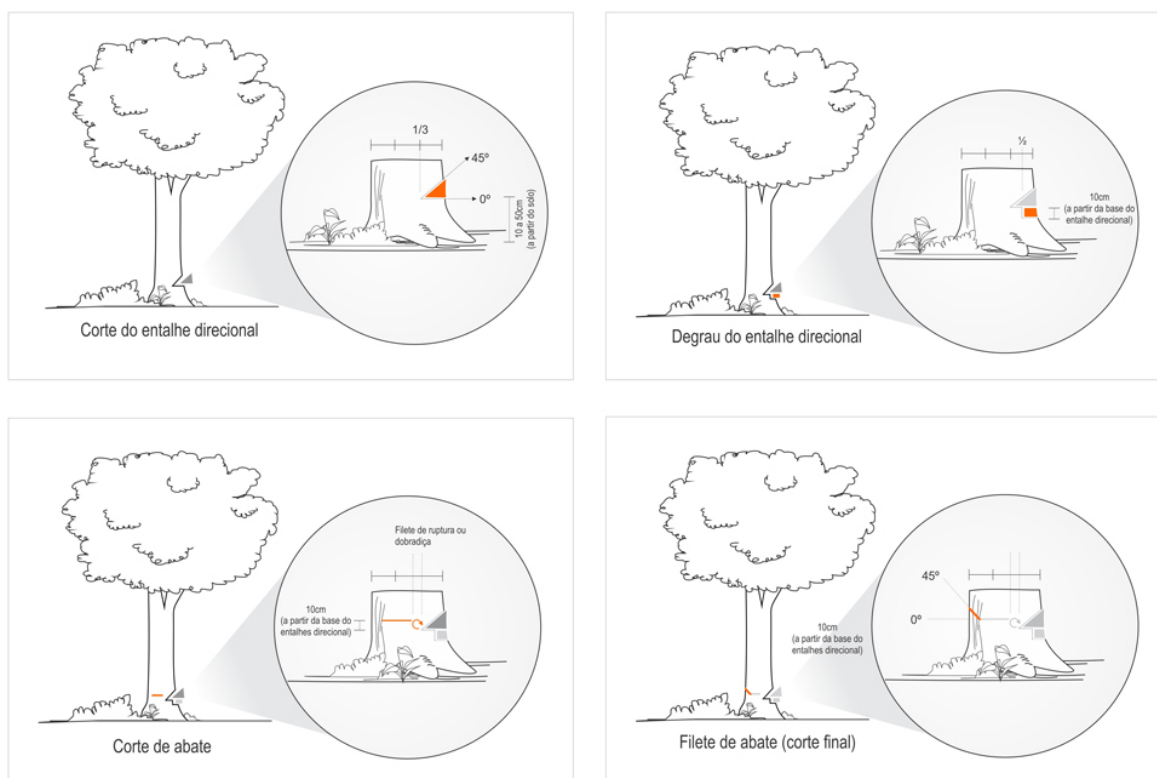 1/3
45º
0º
10 a 50cm
(a partir do solo)
Corte do entalhe direcional
½
10cm
(a partir da base do
entalhe direcional)
Degrau do entalhe direcional
Filete de ruptura ou
dobradiça
10cm
(a partir da base do
entalhes direcional)
Corte de abate
45º
0º
10cm
(a partir da base do
entalhes direcional)
Filete de abate (corte final)